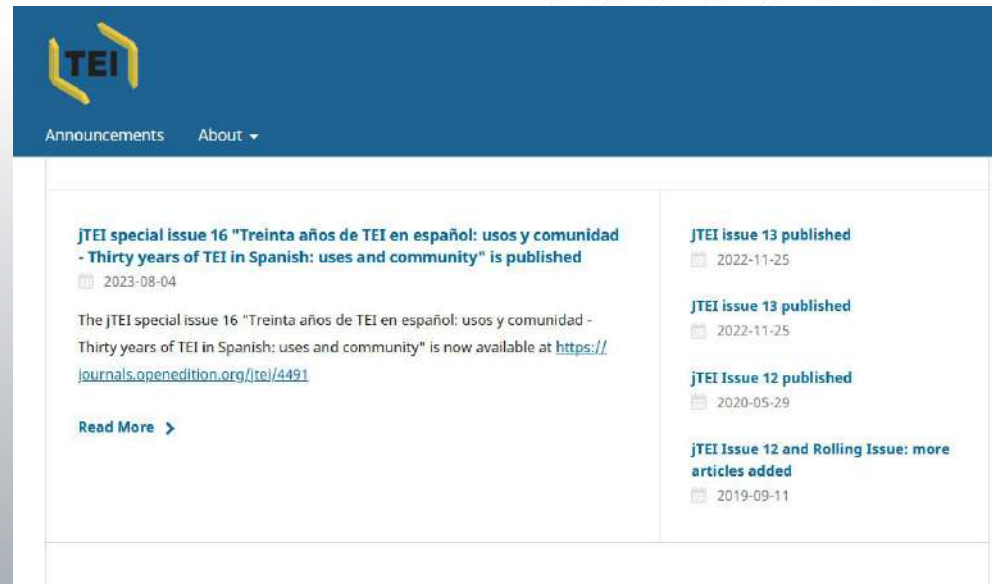 TEI
Announcements About
jTEI special issue 16 "Treinta años de TEI en español: usos y comunidad
- Thirty years of TEI in Spanish: uses and community" is published
2023-08-04
The jTEI special issue 16 "Treinta años de TEI en español: usos y comunidad -
Thirty years of TEI in Spanish: uses and community" is now available at https://
journals.openedition.org/jtei/4491
Read More
JTEI issue 13 published
2022-11-25
JTEI issue 13 published
2022-11-25
jTEI Issue 12 published
2020-05-29
jTEI Issue 12 and Rolling Issue: more
articles added
2019-09-11